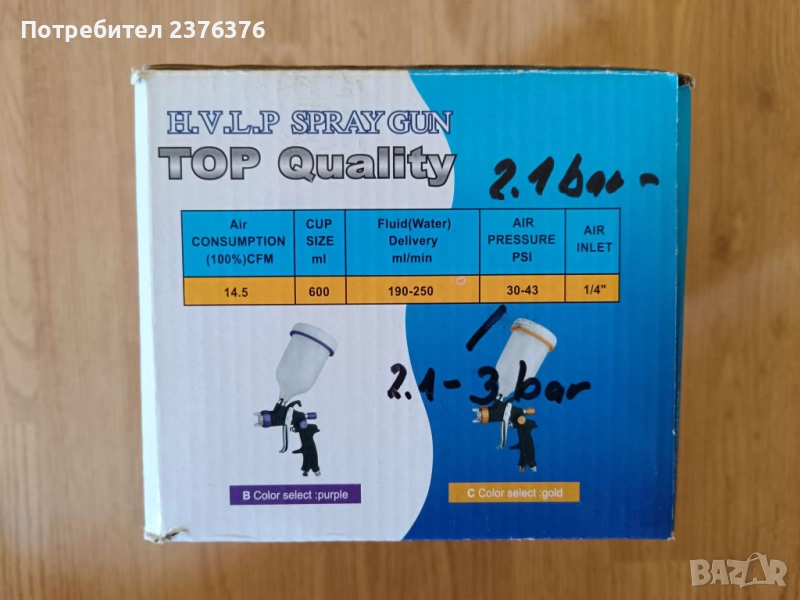 Потребител 2376376
H.V.L.P SPRAY GUN
TOP Quality
2.1 bar -
Air CONSUMPTION (100%)CFM
CUP SIZE ml
Fluid(Water) Delivery ml/min
AIR PRESSURE PSI
AIR INLET
14.5 600 190-250 30-43 1/4"
2.1 - 3 bar
B Color select :purple
C Color select :gold
BAZAR